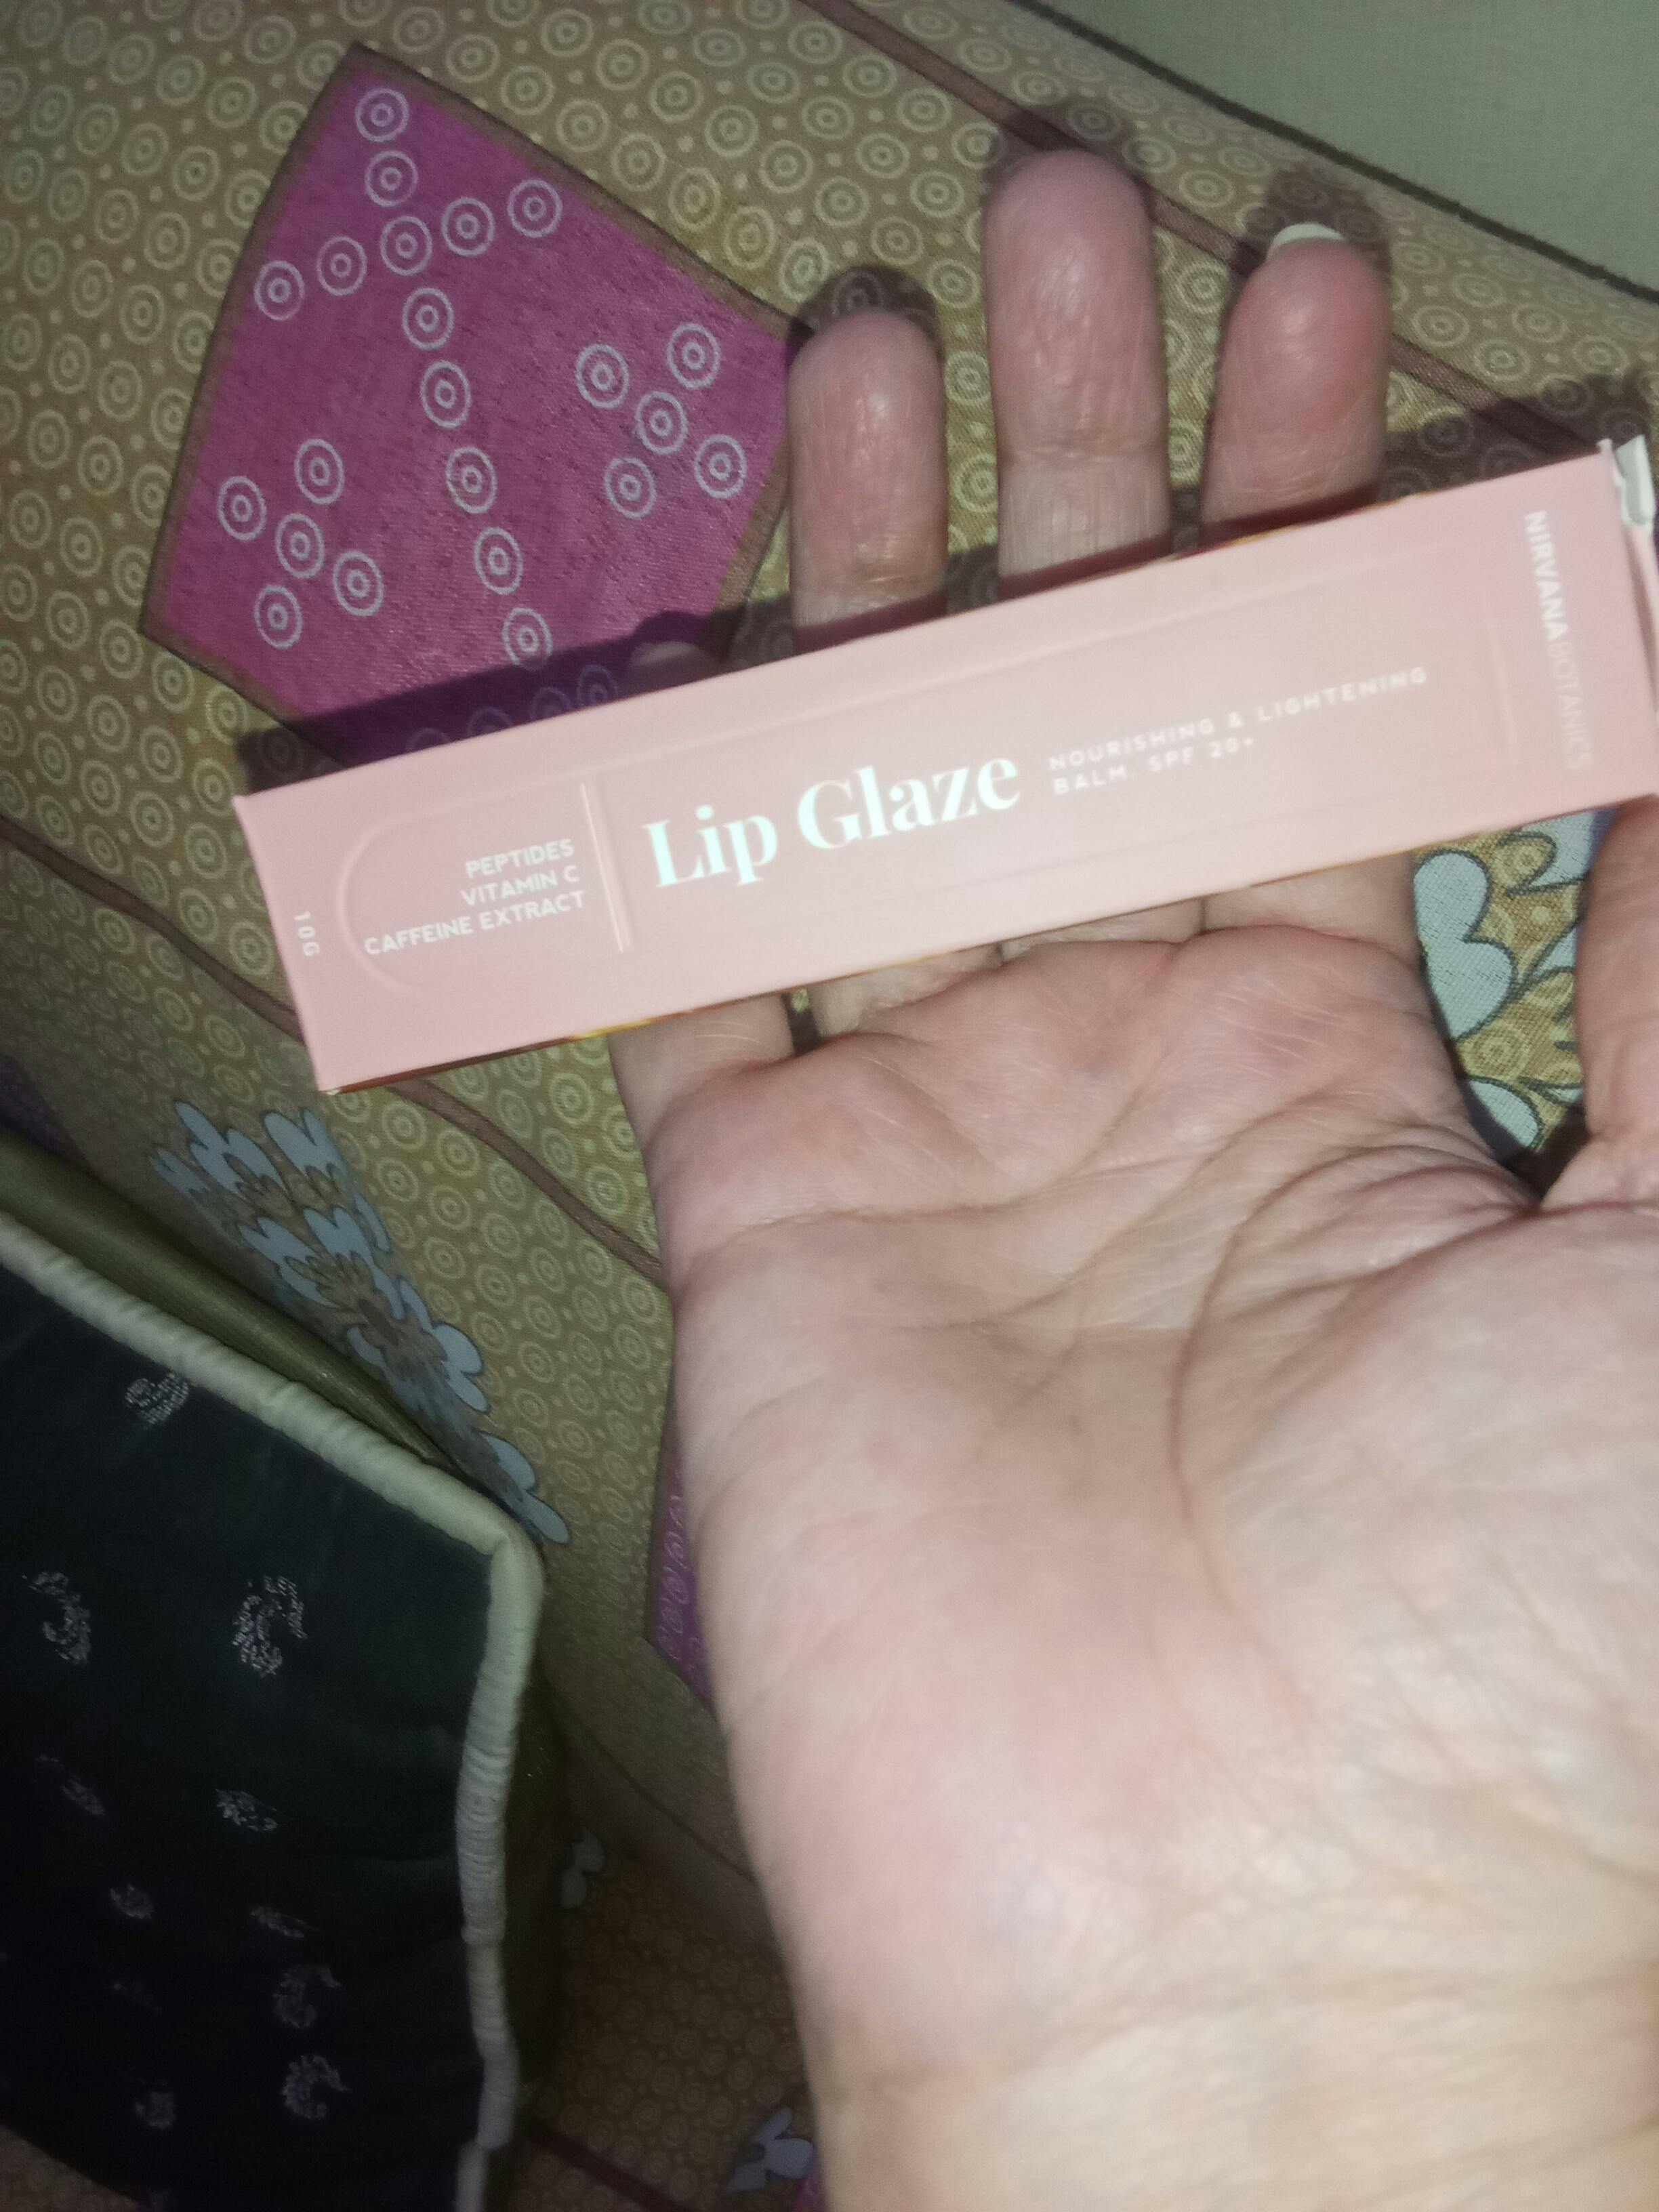 PEPTIDES
VITAMIN C
CAFFEINE EXTRACT
10G
Lip Glaze
NOURISHING & LIGHTENING
BALM. SPF 20+
NIRVANA BOTANICS